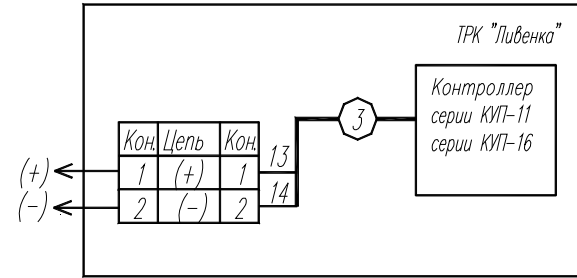 ТРК "Ливенка"
Контроллер
серии КУП-11
серии КУП-16
3
Кон. Цепь Кон.
1 (+) 1
2 (-) 2
13
14
(+)
(-)